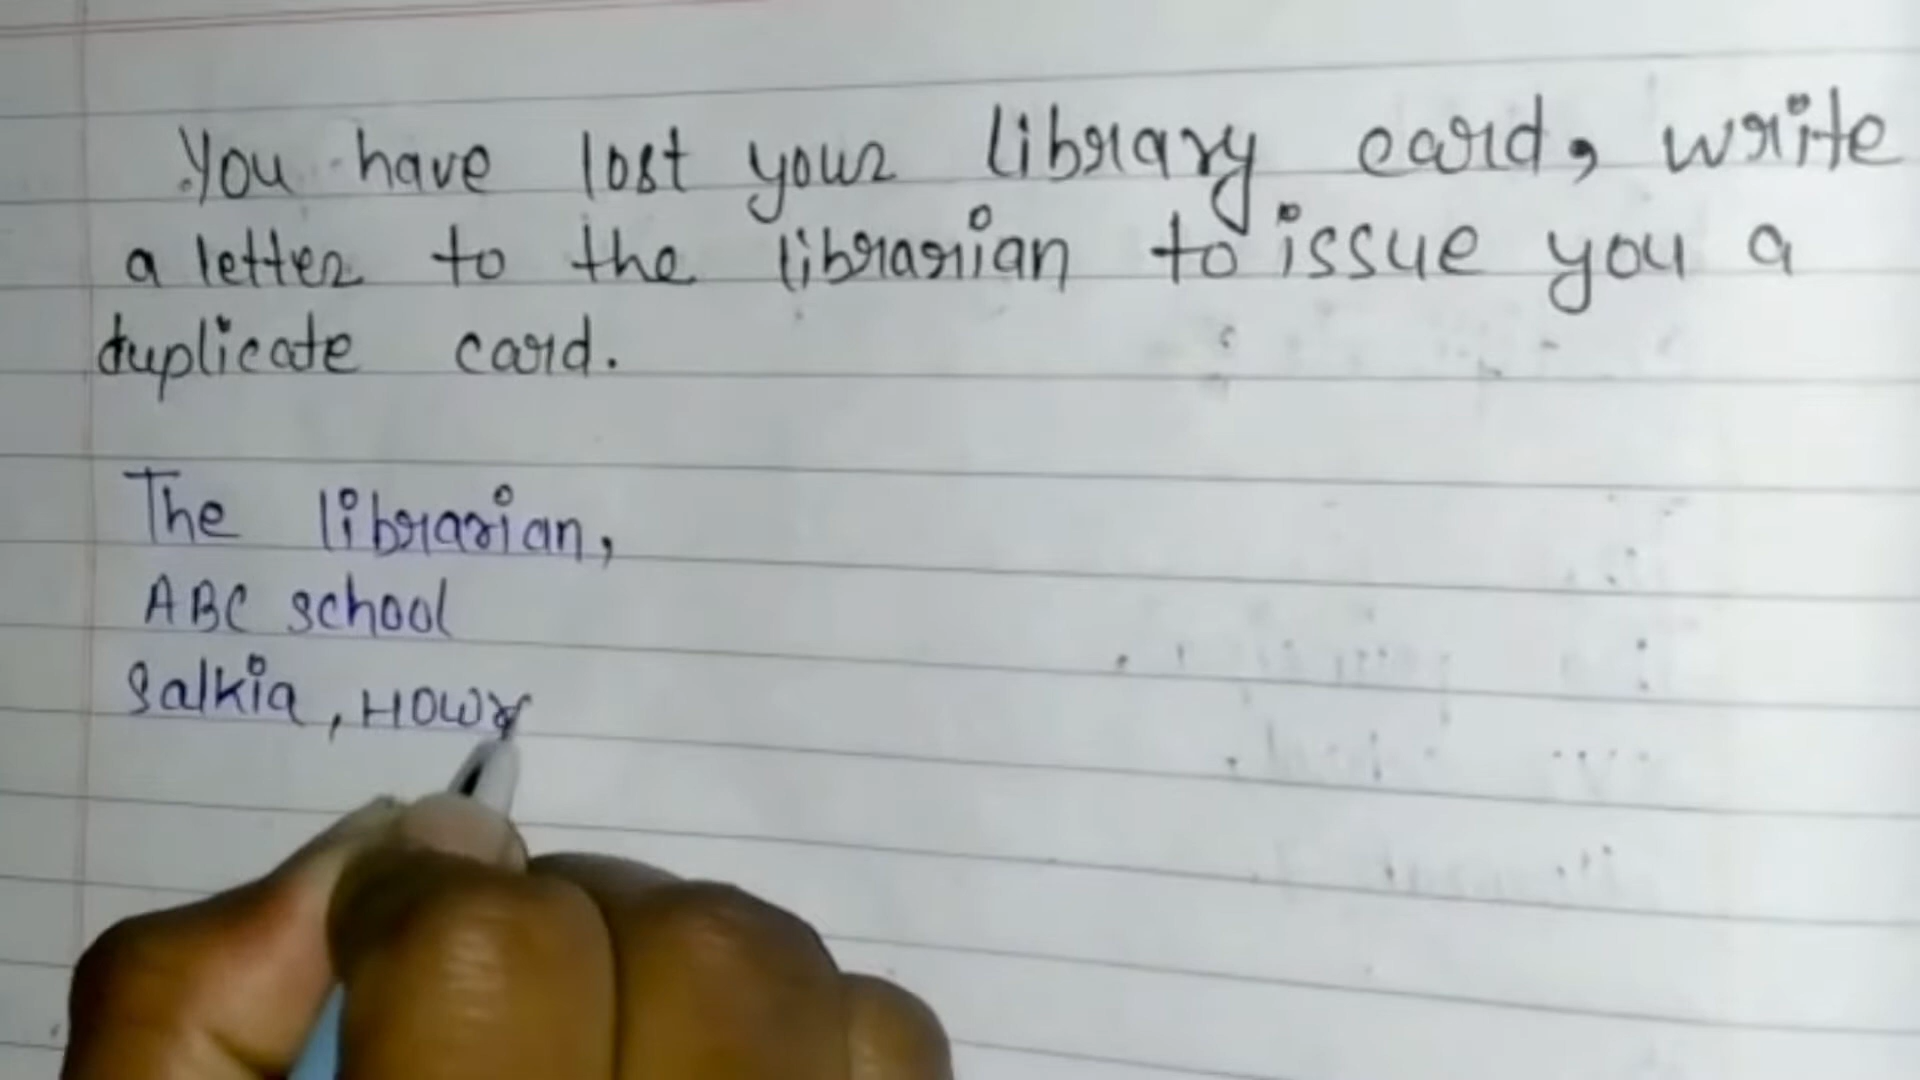 You have lost your library card, write
a letter to the librarian to issue you a
duplicate card.
The librarian,
ABC school
Salkia, Howr